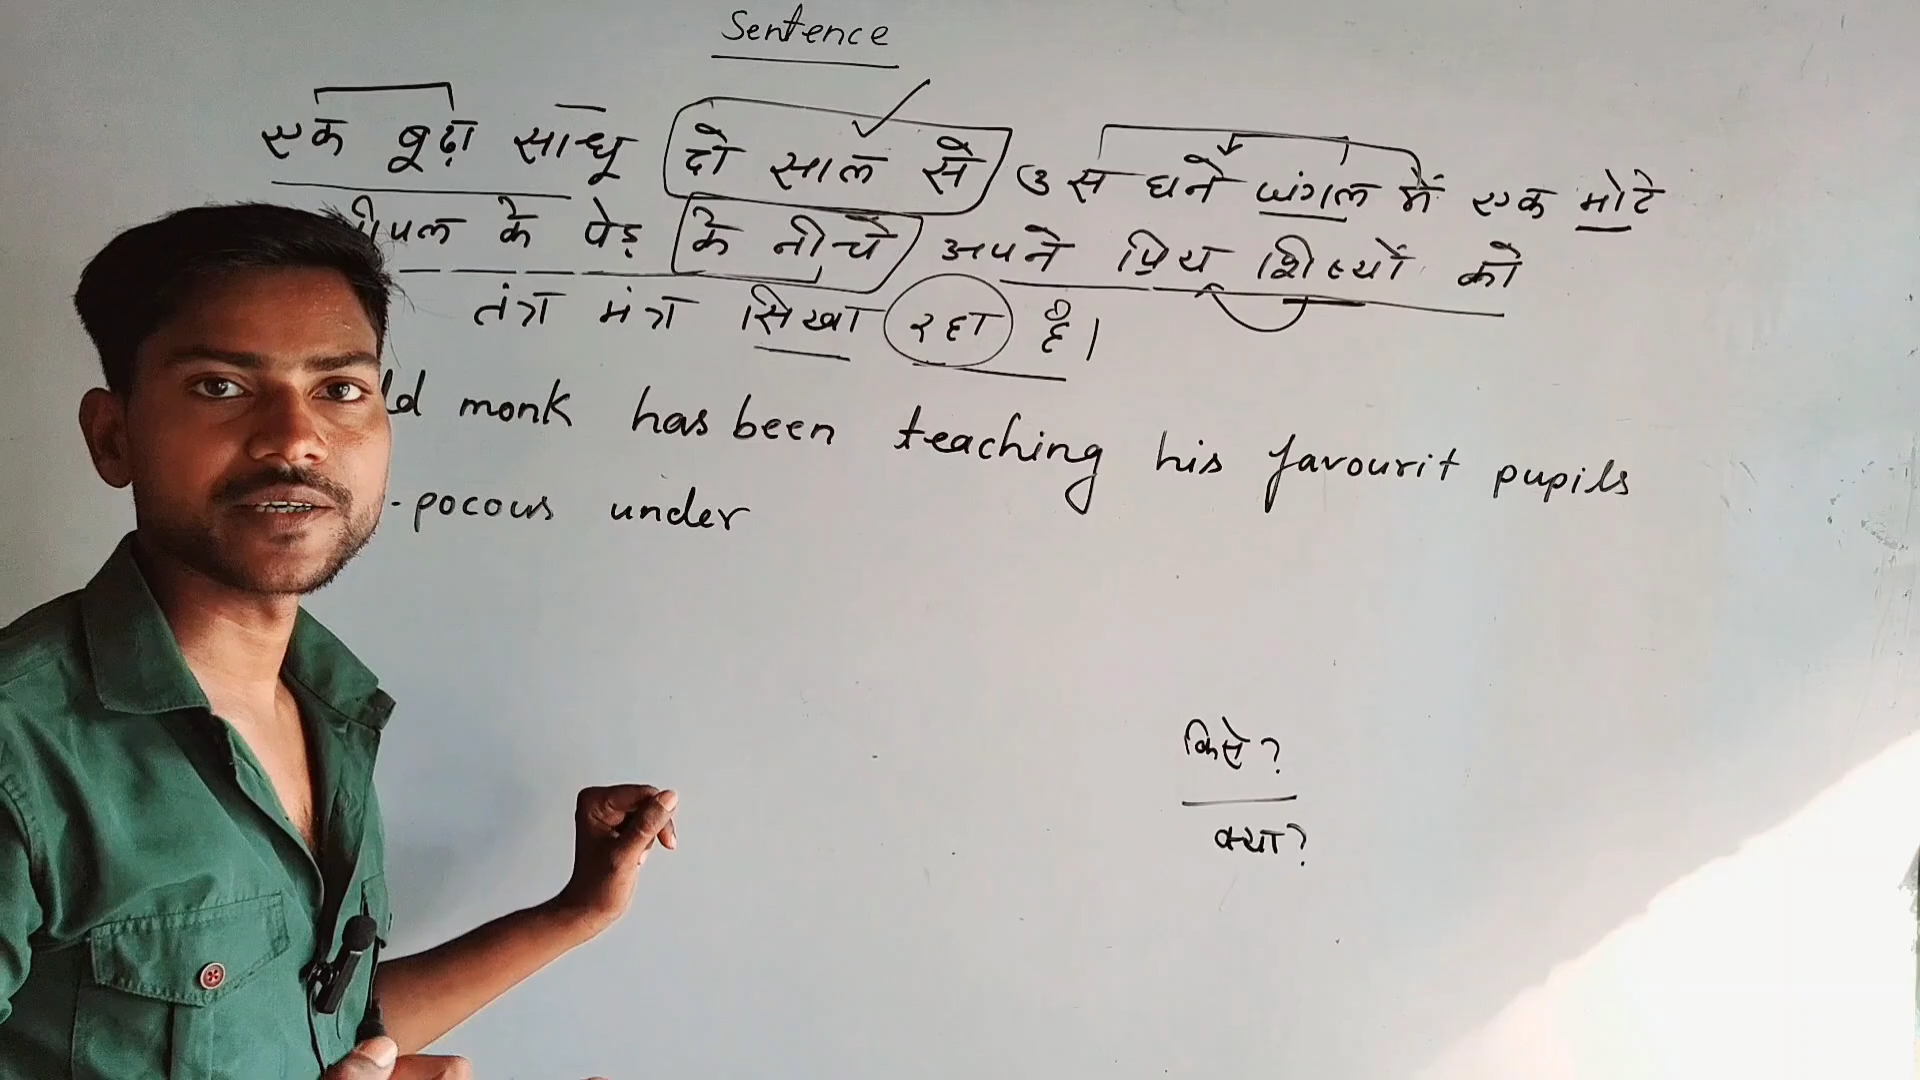 Sentence
एक बूढ़ा साधू दो साल से उस घने जंगल में एक मोटे
पीपल के पेड़ के नीचे अपने प्रिय शिष्यों को
तंत्र मंत्र सिखा रहा है।
ld monk has been teaching his favourit pupils
-pocous under
किसे?
क्या?